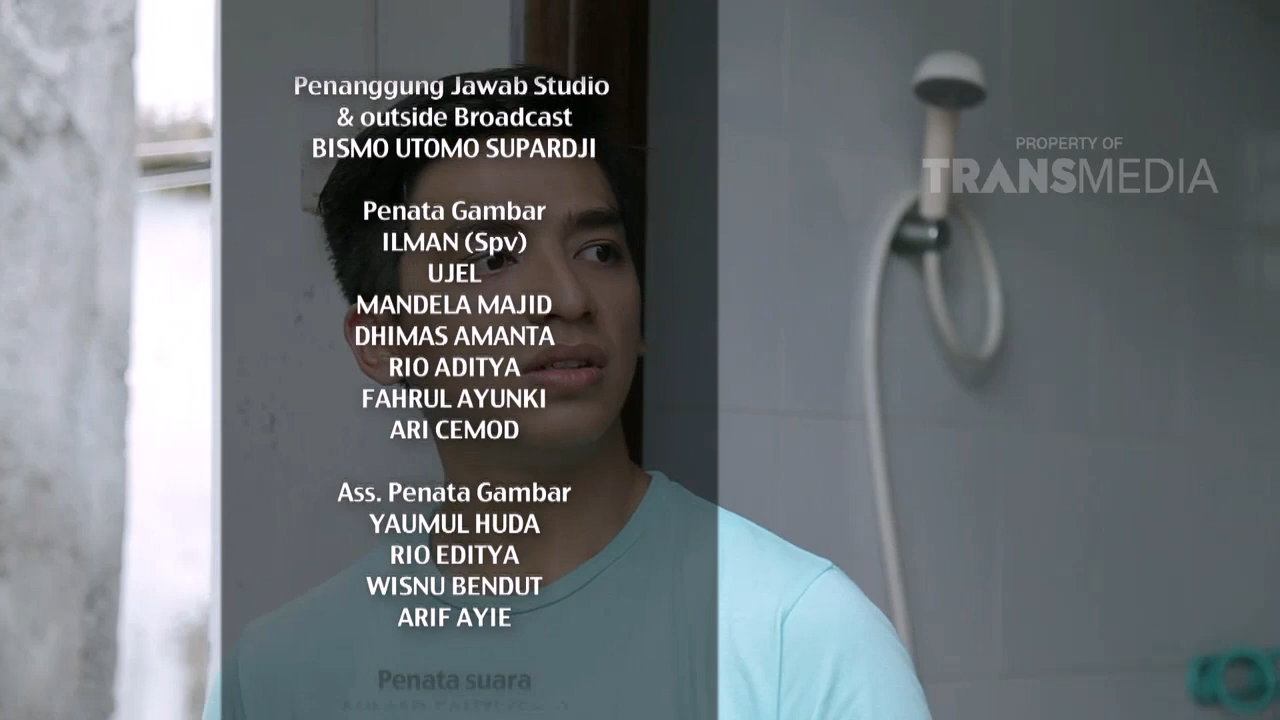 Penanggung Jawab Studio
& outside Broadcast
BISMO UTOMO SUPARDJI
PROPERTY OF
TRANSMEDIA
Penata Gambar
ILMAN (Spv)
UJEL
MANDELA MAJID
DHIMAS AMANTA
RIO ADITYA
FAHRUL AYUNKI
ARI CEMOD
Ass. Penata Gambar
YAUMUL HUDA
RIO EDITYA
WISNU BENDUT
ARIF AYIE
Penata suara